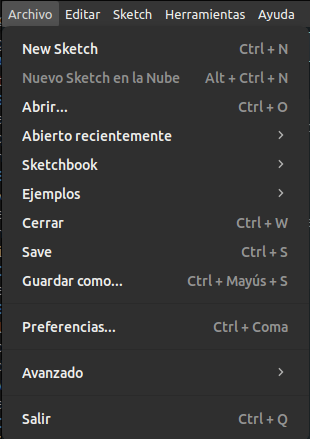 Archivo Editar Sketch Herramientas Ayuda
New Sketch Ctrl + N
Nuevo Sketch en la Nube Alt + Ctrl + N
Abrir... Ctrl + O
Abierto recientemente >
Sketchbook >
Ejemplos >
Cerrar Ctrl + W
Save Ctrl + S
Guardar como... Ctrl + Mayús + S
Preferencias... Ctrl + Coma
Avanzado >
Salir Ctrl + Q